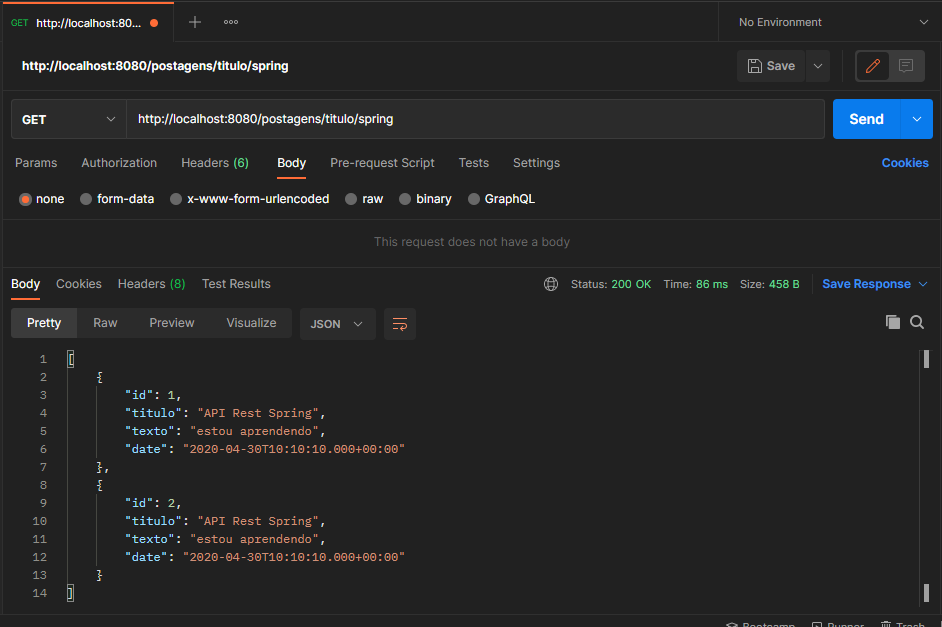 GET http://localhost:80... No Environment
http://localhost:8080/postagens/titulo/spring Save
GET http://localhost:8080/postagens/titulo/spring Send
Params Authorization Headers (6) Body Pre-request Script Tests Settings Cookies
none form-data x-www-form-urlencoded raw binary GraphQL
This request does not have a body
Body Cookies Headers (8) Test Results Status: 200 OK Time: 86 ms Size: 458 B Save Response
Pretty Raw Preview Visualize JSON
1 [
2 {
3 "id": 1,
4 "titulo": "API Rest Spring",
5 "texto": "estou aprendendo",
6 "date": "2020-04-30T10:10:10.000+00:00"
7 },
8 {
9 "id": 2,
10 "titulo": "API Rest Spring",
11 "texto": "estou aprendendo",
12 "date": "2020-04-30T10:10:10.000+00:00"
13 }
14 ]
Bootcamp Runner Trash